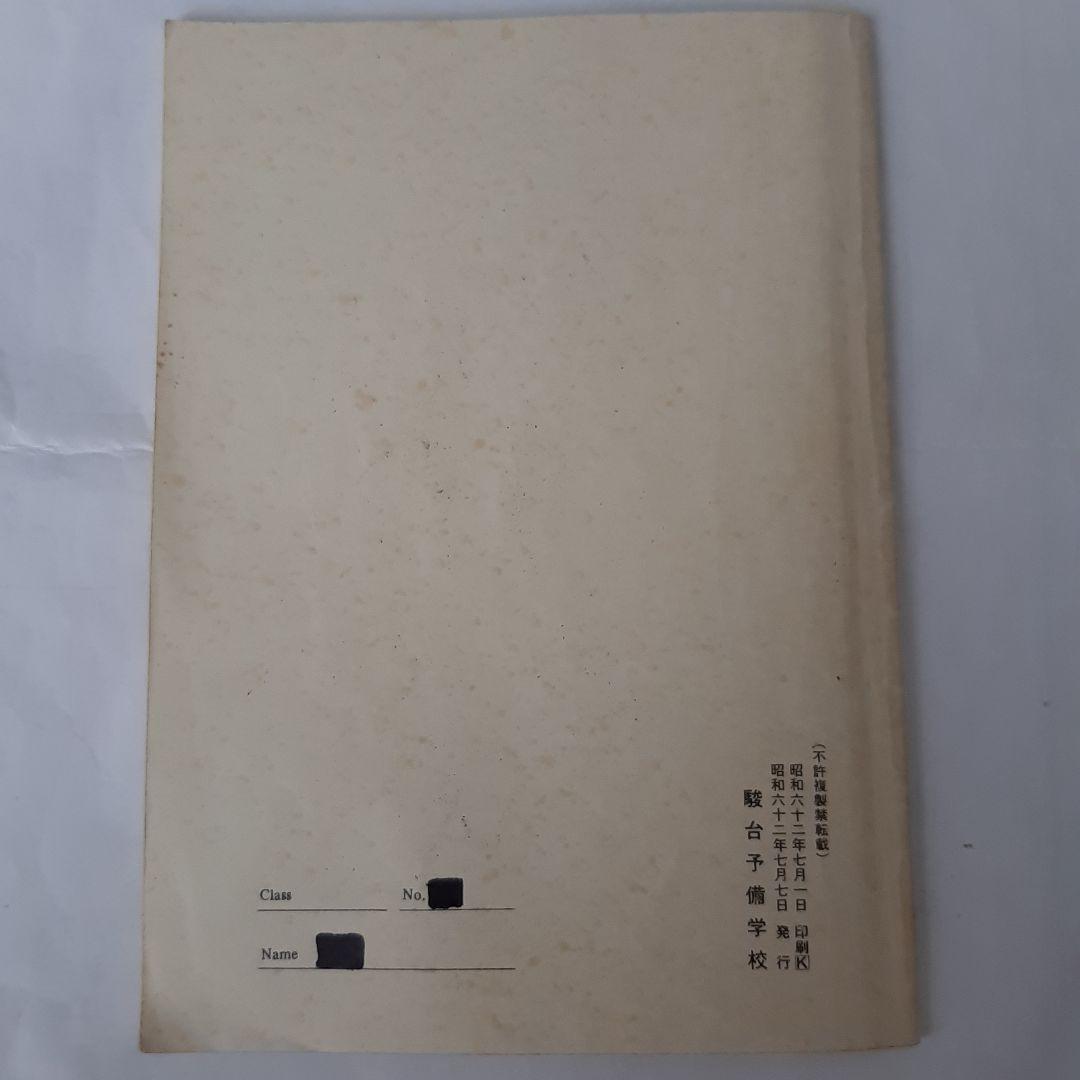 (不許複製禁転載)
昭和六十二年七月一日 印刷K
昭和六十二年七月七日 発行
駿台予備学校
Class
No.
Name